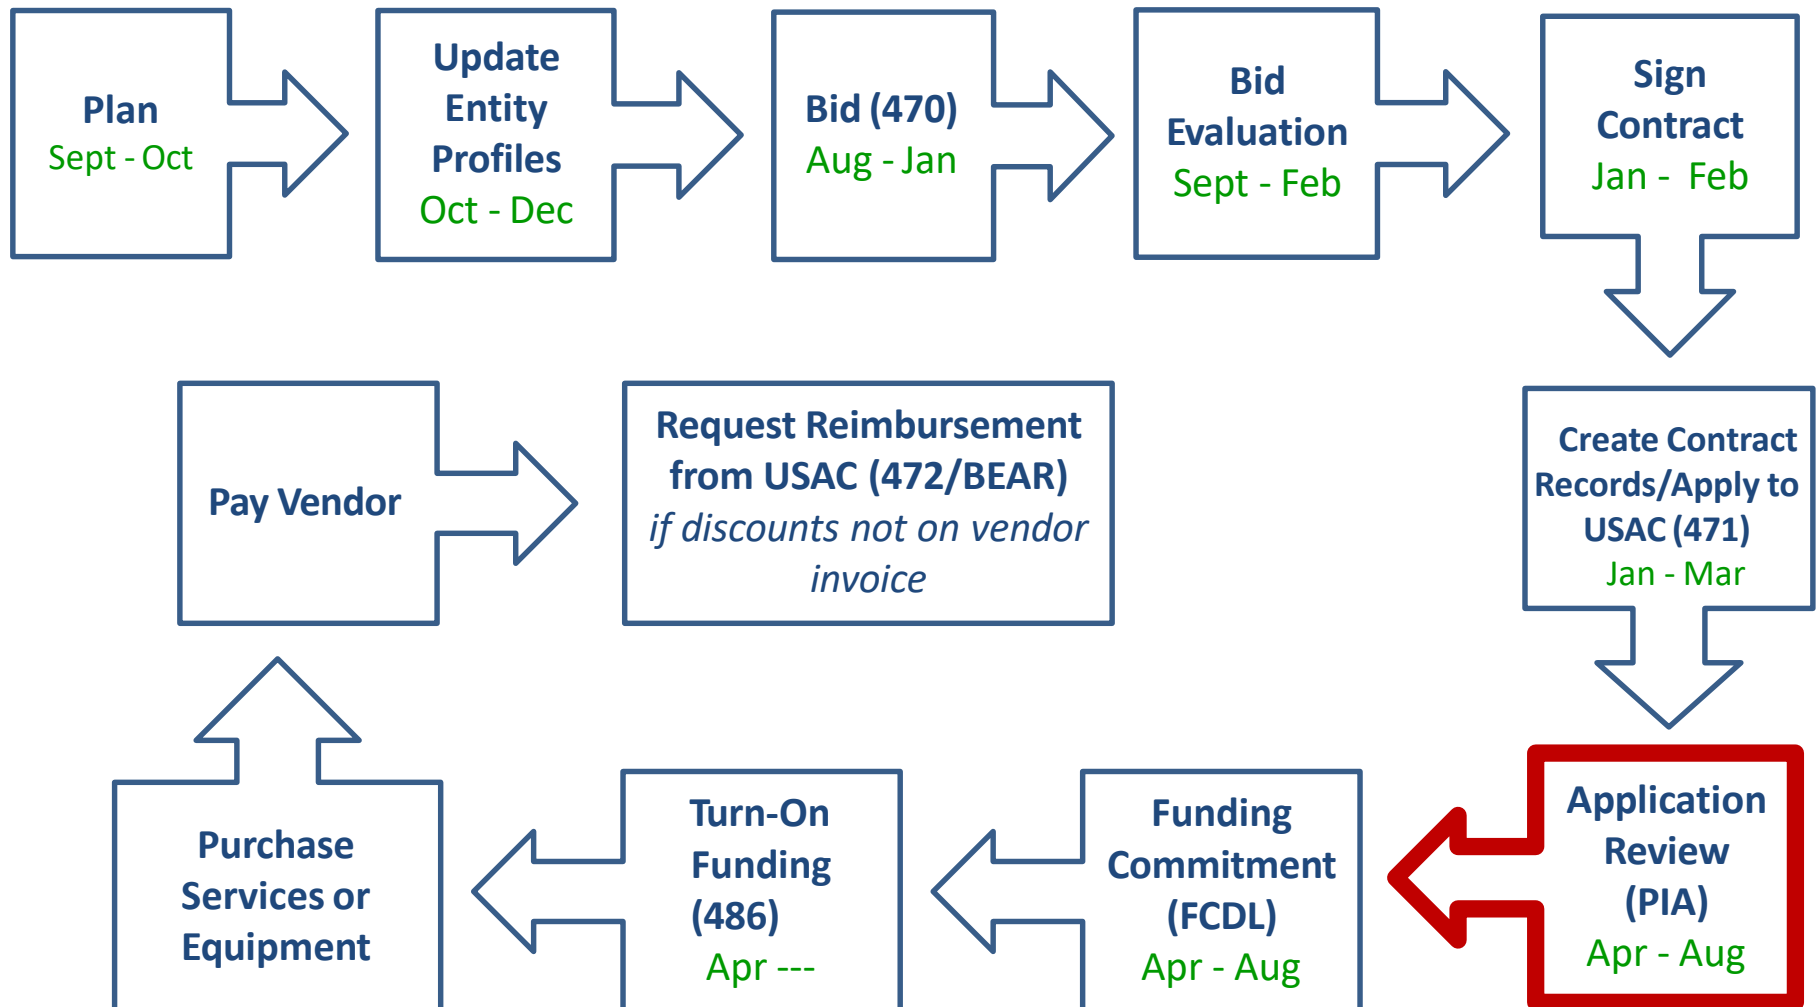 Plan
Sept - Oct
Update
Entity
Profiles
Oct - Dec
Bid (470)
Aug - Jan
Bid
Evaluation
Sept - Feb
Sign
Contract
Jan - Feb
Create Contract
Records/Apply to
USAC (471)
Jan - Mar
Application
Review
(PIA)
Apr - Aug
Funding
Commitment
(FCDL)
Apr - Aug
Turn-On
Funding
(486)
Apr ---
Purchase
Services or
Equipment
Pay Vendor
Request Reimbursement
from USAC (472/BEAR)
if discounts not on vendor
invoice